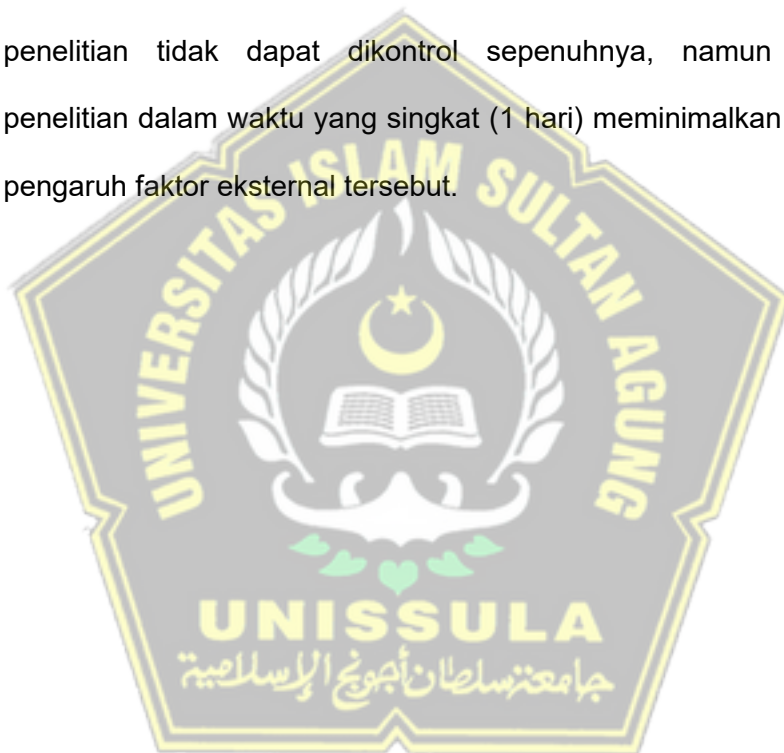 penelitian tidak dapat dikontrol sepenuhnya, namun
penelitian dalam waktu yang singkat (1 hari) meminimalkan
pengaruh faktor eksternal tersebut.
UNIVERSITAS ISLAM SULTAN AGUNG
UNISSULA
جامعة سلطان أجونج الإسلامية